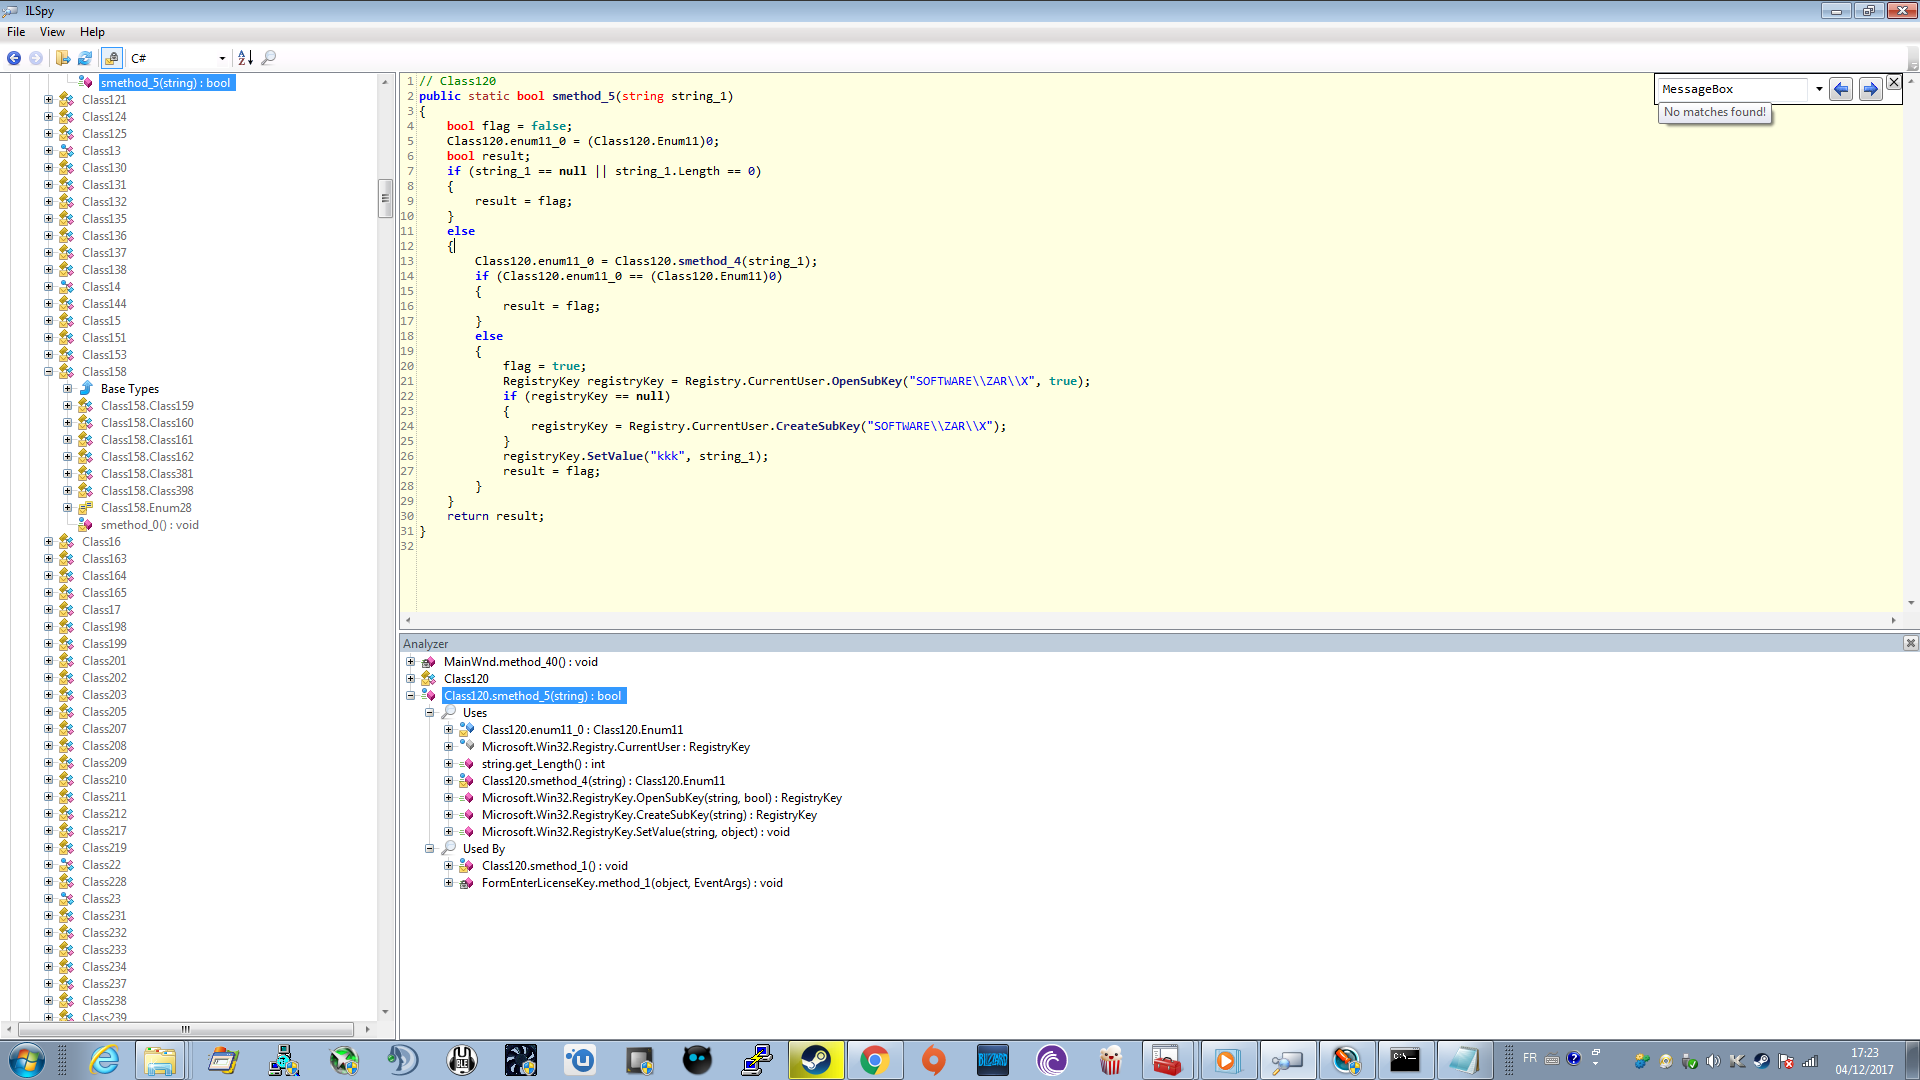 ILSpy
File View Help
C#
smethod_5(string) : bool
Class121
Class124
Class125
Class13
Class130
Class131
Class132
Class135
Class136
Class137
Class138
Class14
Class144
Class15
Class151
Class153
Class158
Base Types
Class158.Class159
Class158.Class160
Class158.Class161
Class158.Class162
Class158.Class381
Class158.Class398
Class158.Enum28
smethod_0() : void
Class16
Class163
Class164
Class165
Class17
Class198
Class199
Class201
Class202
Class203
Class205
Class207
Class208
Class209
Class210
Class211
Class212
Class217
Class219
Class22
Class228
Class23
Class231
Class232
Class233
Class234
Class237
Class238
Class239
1 // Class120
2 public static bool smethod_5(string string_1)
3 {
4 bool flag = false;
5 Class120.enum11_0 = (Class120.Enum11)0;
6 bool result;
7 if (string_1 == null || string_1.Length == 0)
8 {
9 result = flag;
10 }
11 else
12 {
13 Class120.enum11_0 = Class120.smethod_4(string_1);
14 if (Class120.enum11_0 == (Class120.Enum11)0)
15 {
16 result = flag;
17 }
18 else
19 {
20 flag = true;
21 RegistryKey registryKey = Registry.CurrentUser.OpenSubKey("SOFTWARE\\ZAR\\X", true);
22 if (registryKey == null)
23 {
24 registryKey = Registry.CurrentUser.CreateSubKey("SOFTWARE\\ZAR\\X");
25 }
26 registryKey.SetValue("kkk", string_1);
27 result = flag;
28 }
29 }
30 return result;
31 }
32
MessageBox
No matches found!
Analyzer
MainWnd.method_40() : void
Class120
Class120.smethod_5(string) : bool
Uses
Class120.enum11_0 : Class120.Enum11
Microsoft.Win32.Registry.CurrentUser : RegistryKey
string.get_Length() : int
Class120.smethod_4(string) : Class120.Enum11
Microsoft.Win32.RegistryKey.OpenSubKey(string, bool) : RegistryKey
Microsoft.Win32.RegistryKey.CreateSubKey(string) : RegistryKey
Microsoft.Win32.RegistryKey.SetValue(string, object) : void
Used By
Class120.smethod_1() : void
FormEnterLicenseKey.method_1(object, EventArgs) : void
BLIZZARD
FR
17:23
04/12/2017